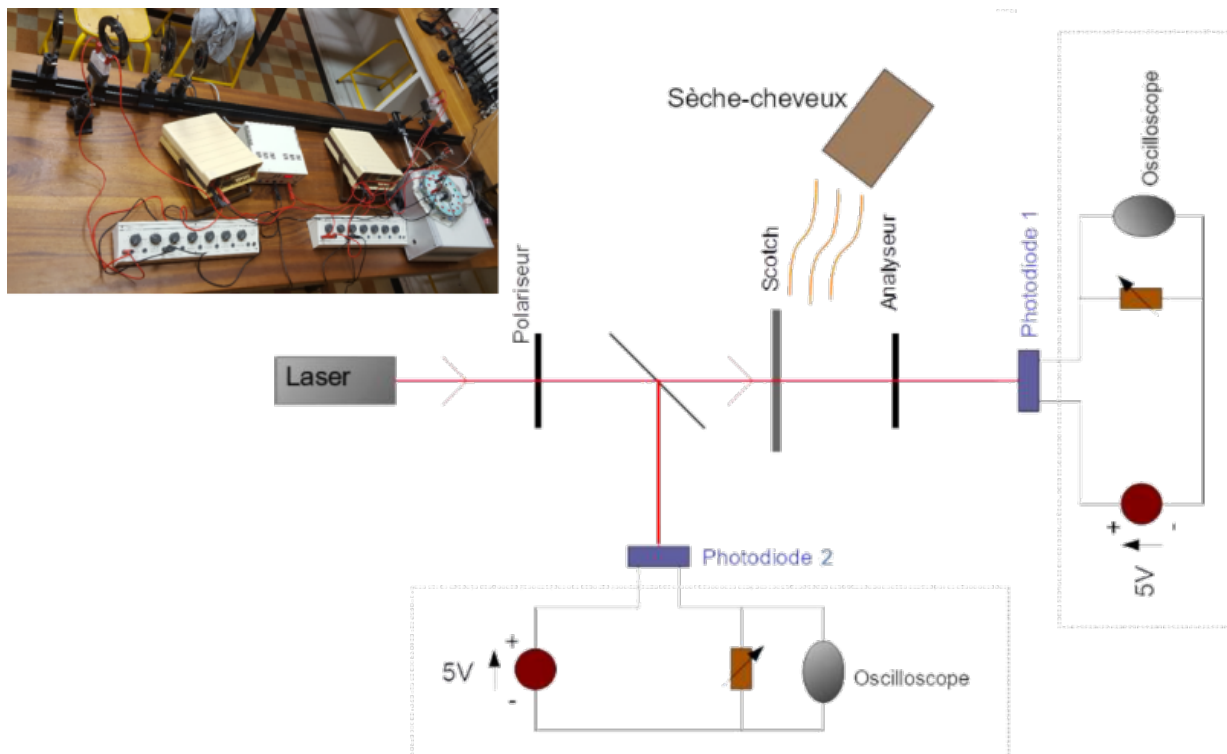 Sèche-cheveux
Oscilloscope
Laser
Polariseur
Scotch
Analyseur
Photodiode 1
+
-
5V
Photodiode 2
5V
+
-
Oscilloscope